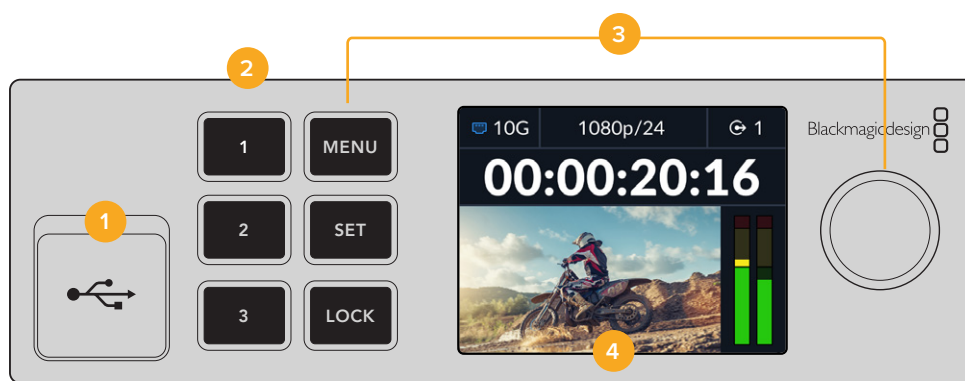 3
2
10G 1080p/24 1
Blackmagicdesign
1 MENU
00:00:20:16
1
2 SET
3 LOCK
4